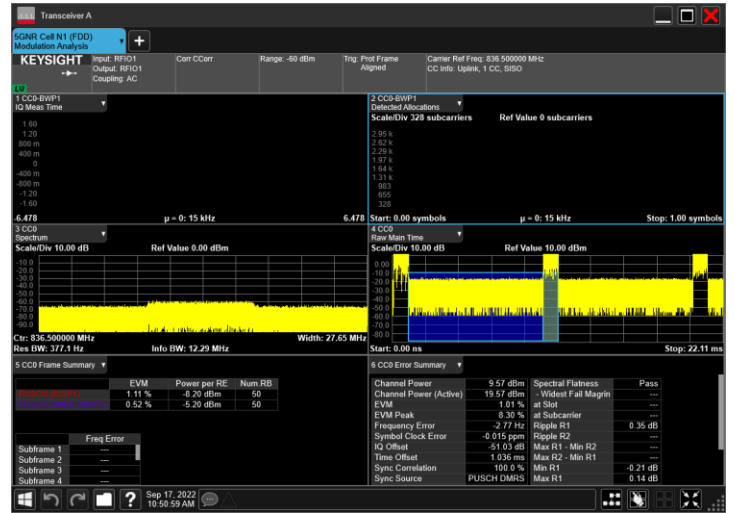 Transceiver A
5GNR Cell N1 (FDD)
Modulation Analysis
KEYSIGHT
Input: RFIO1
Output: RFIO1
Coupling: AC
Corr CCorr
Range: -60 dBm
Trig: Prot Frame
Aligned
Carrier Ref Freq: 836.500000 MHz
CC Info: Uplink, 1 CC, SISO
1 CC0-BWP1
IQ Meas Time
1.60
1.20
800 m
400 m
0
-400 m
-800 m
-1.20
-1.60
-6.478
μ = 0: 15 kHz
6.478
2 CC0-BWP1
Detected Allocations
Scale/Div 328 subcarriers
Ref Value 0 subcarriers
2.95 k
2.62 k
2.29 k
1.97 k
1.64 k
1.31 k
983
655
328
Start: 0.00 symbols
μ = 0: 15 kHz
Stop: 1.00 symbols
3 CC0
Spectrum
Scale/Div 10.00 dB
Ref Value 0.00 dBm
-10.0
-20.0
-30.0
-40.0
-50.0
-60.0
-70.0
-80.0
-90.0
Ctr: 836.500000 MHz
Width: 27.65 MHz
Res BW: 377.1 Hz
Info BW: 12.29 MHz
4 CC0
Raw Main Time
Scale/Div 10.00 dB
Ref Value 10.00 dBm
0.00
-10.0
-20.0
-30.0
-40.0
-50.0
-60.0
-70.0
-80.0
Start: 0.00 ns
Stop: 22.11 ms
5 CC0 Frame Summary
EVM Power per RE Num.RB
1.11 % -8.20 dBm 50
0.52 % -5.20 dBm 50
Freq Error
Subframe 1 ---
Subframe 2 ---
Subframe 3 ---
Subframe 4 ---
6 CC0 Error Summary
Channel Power 9.57 dBm
Channel Power (Active) 19.57 dBm
EVM 1.01 %
EVM Peak 8.30 %
Frequency Error -2.77 Hz
Symbol Clock Error -0.015 ppm
IQ Offset -51.03 dB
Time Offset 1.036 ms
Sync Correlation 100.0 %
Sync Source PUSCH DMRS
Spectral Flatness Pass
- Widest Fail Magrin ---
at Slot ---
at Subcarrier ---
Ripple R1 0.35 dB
Ripple R2 ---
Max R1 - Min R2 ---
Max R2 - Min R1 ---
Min R1 -0.21 dB
Max R1 0.14 dB
Sep 17, 2022
10:50:59 AM